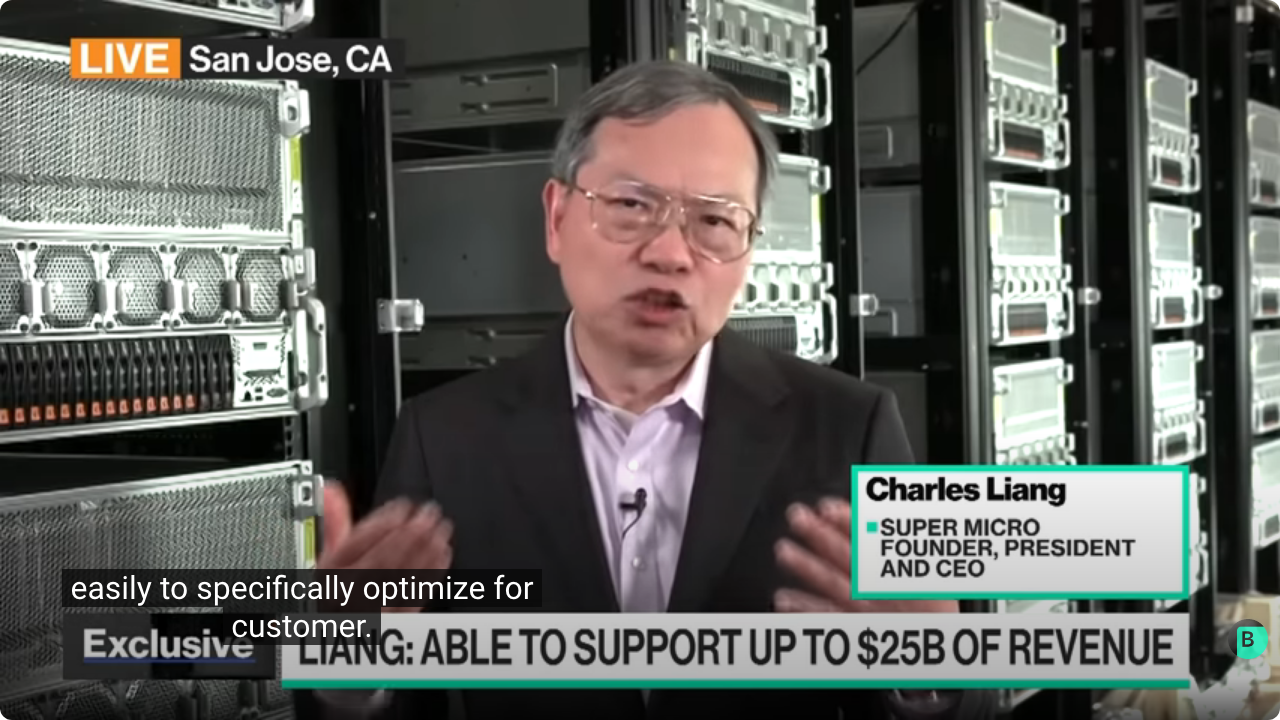 LIVE San Jose, CA
Charles Liang
SUPER MICRO
FOUNDER, PRESIDENT
AND CEO
easily to specifically optimize for
customer.
Exclusive
LIANG: ABLE TO SUPPORT UP TO $25B OF REVENUE
B